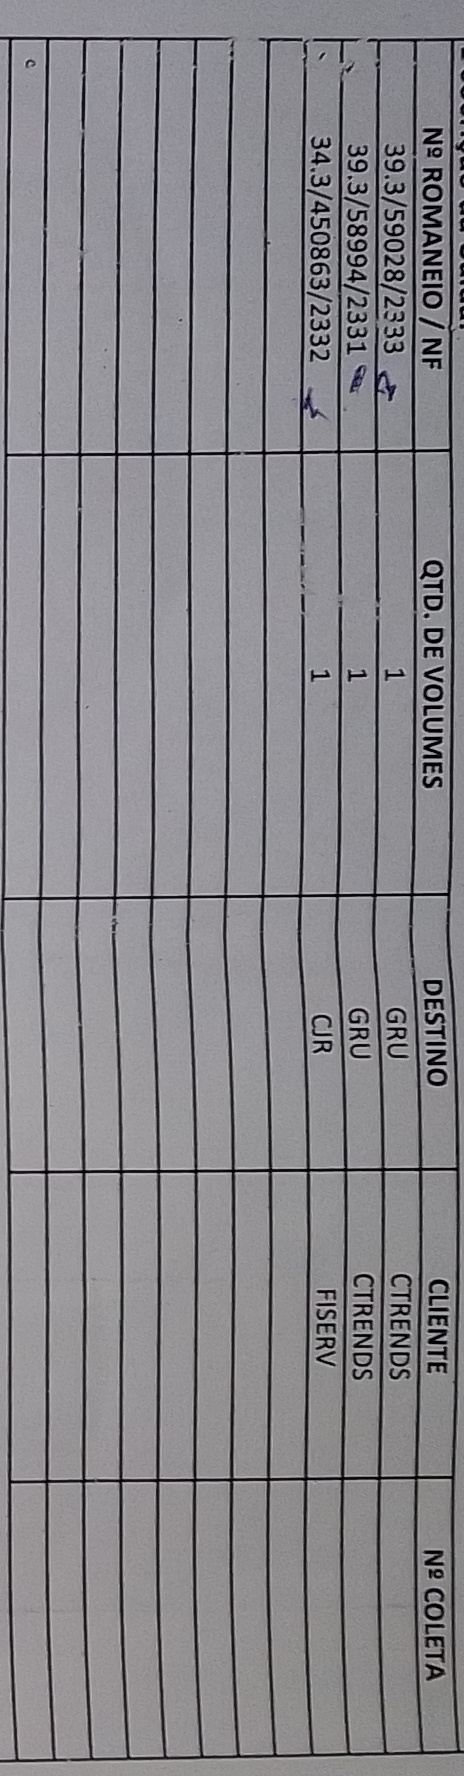 Nº ROMANEIO / NF QTD. DE VOLUMES DESTINO CLIENTE Nº COLETA
39.3/59028/2333 1 GRU CTRENDS
39.3/58994/2331 1 GRU CTRENDS
34.3/450863/2332 1 CJR FISERV